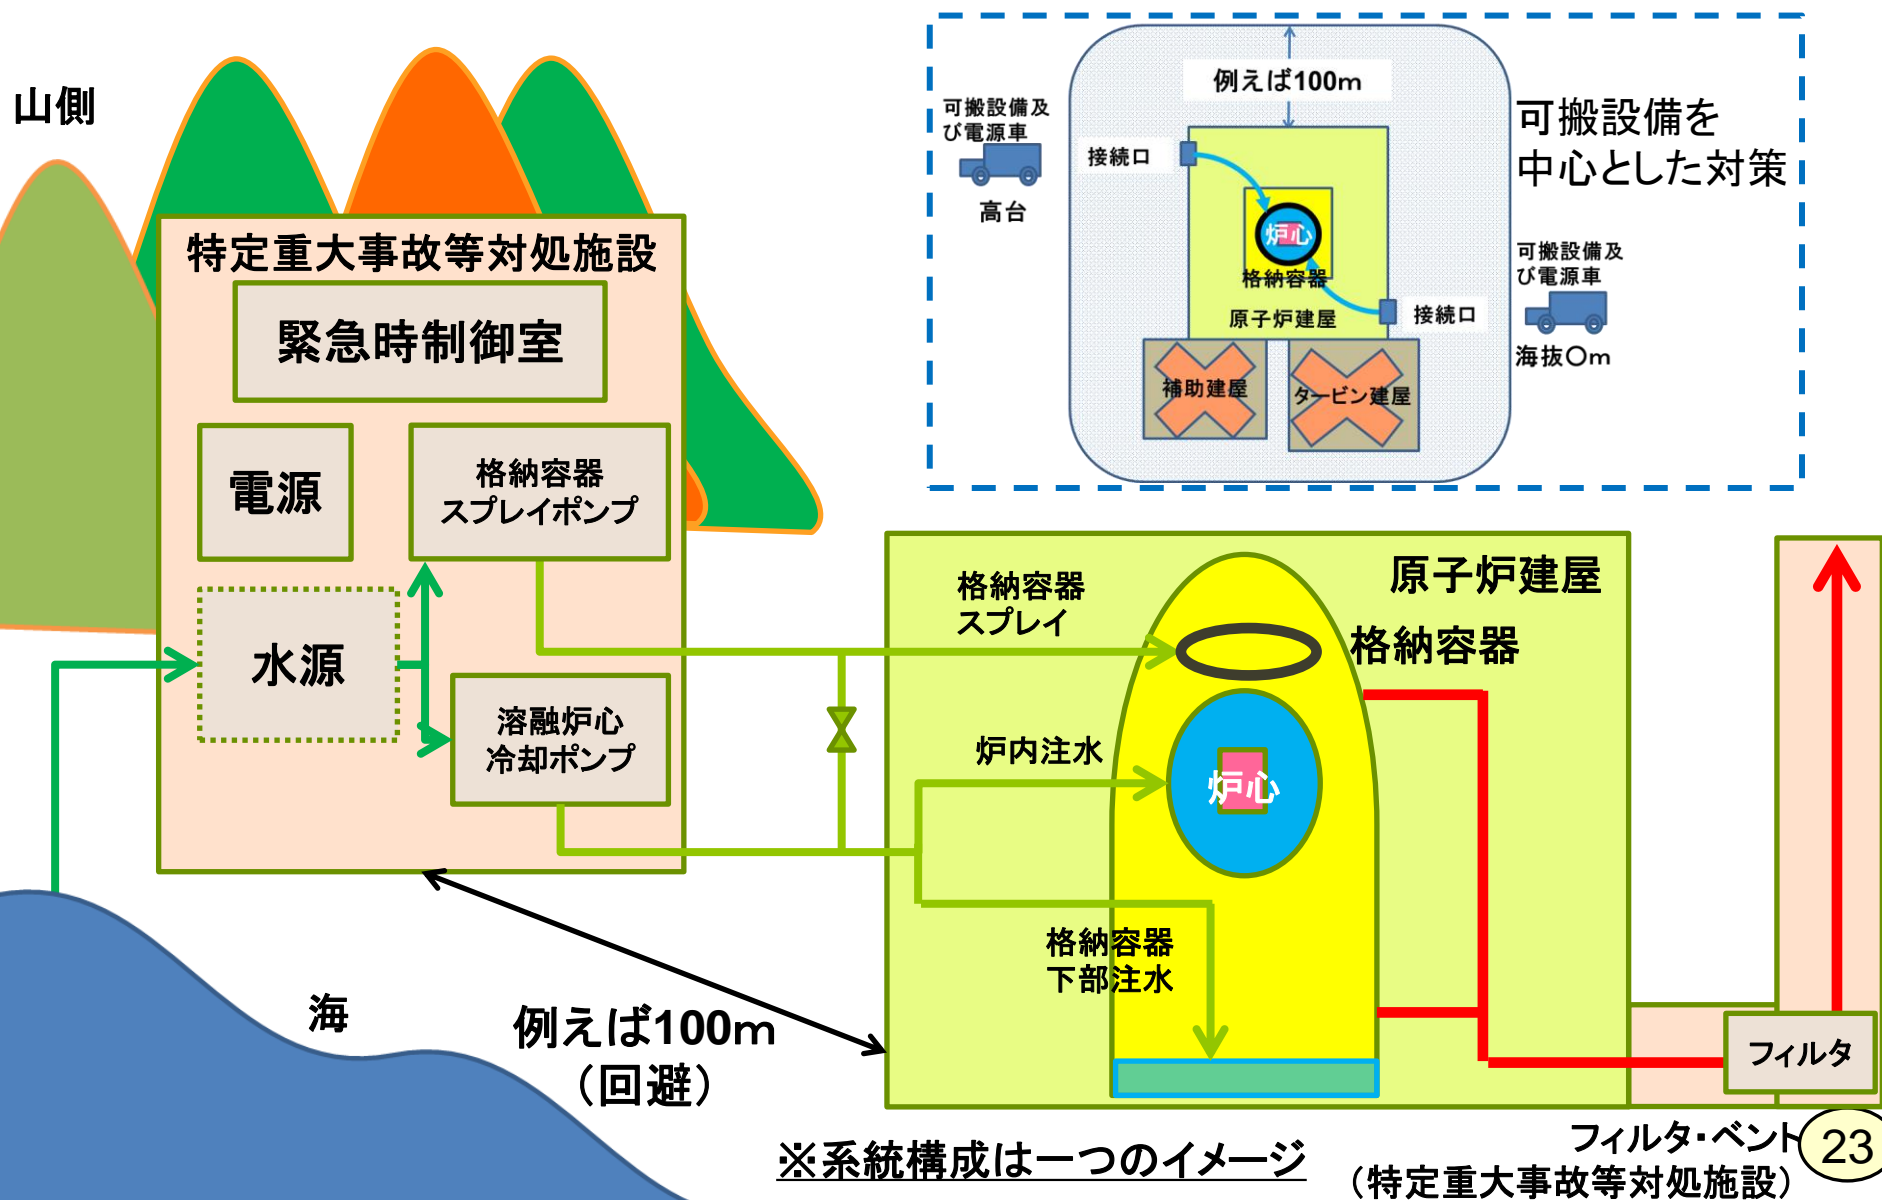 山側
特定重大事故等対処施設
緊急時制御室
電源
格納容器
スプレイポンプ
水源
溶融炉心
冷却ポンプ
海
例えば100m
（回避）
例えば100m
可搬設備及
び電源車
高台
接続口
炉心
格納容器
原子炉建屋
接続口
補助建屋
タービン建屋
可搬設備を
中心とした対策
可搬設備及
び電源車
海抜〇m
原子炉建屋
格納容器
格納容器
スプレイ
炉内注水
炉心
格納容器
下部注水
フィルタ
フィルタ・ベント
（特定重大事故等対処施設）
※系統構成は一つのイメージ
23